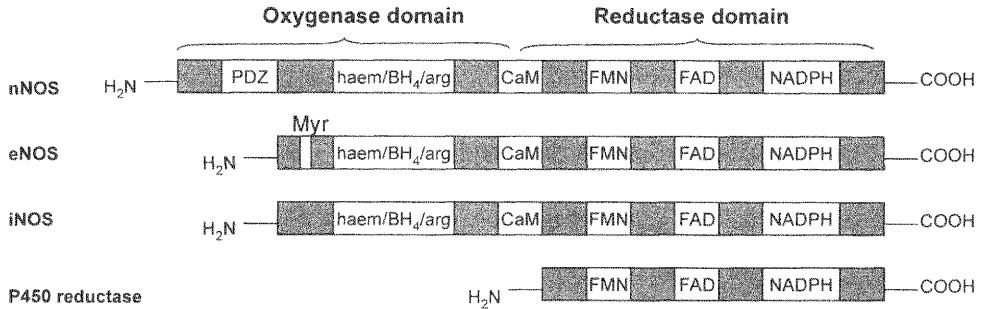 Oxygenase domain Reductase domain
nNOS H₂N PDZ haem/BH₄/arg CaM FMN FAD NADPH COOH
Myr
eNOS H₂N haem/BH₄/arg CaM FMN FAD NADPH COOH
iNOS H₂N haem/BH₄/arg CaM FMN FAD NADPH COOH
P450 reductase H₂N FMN FAD NADPH COOH